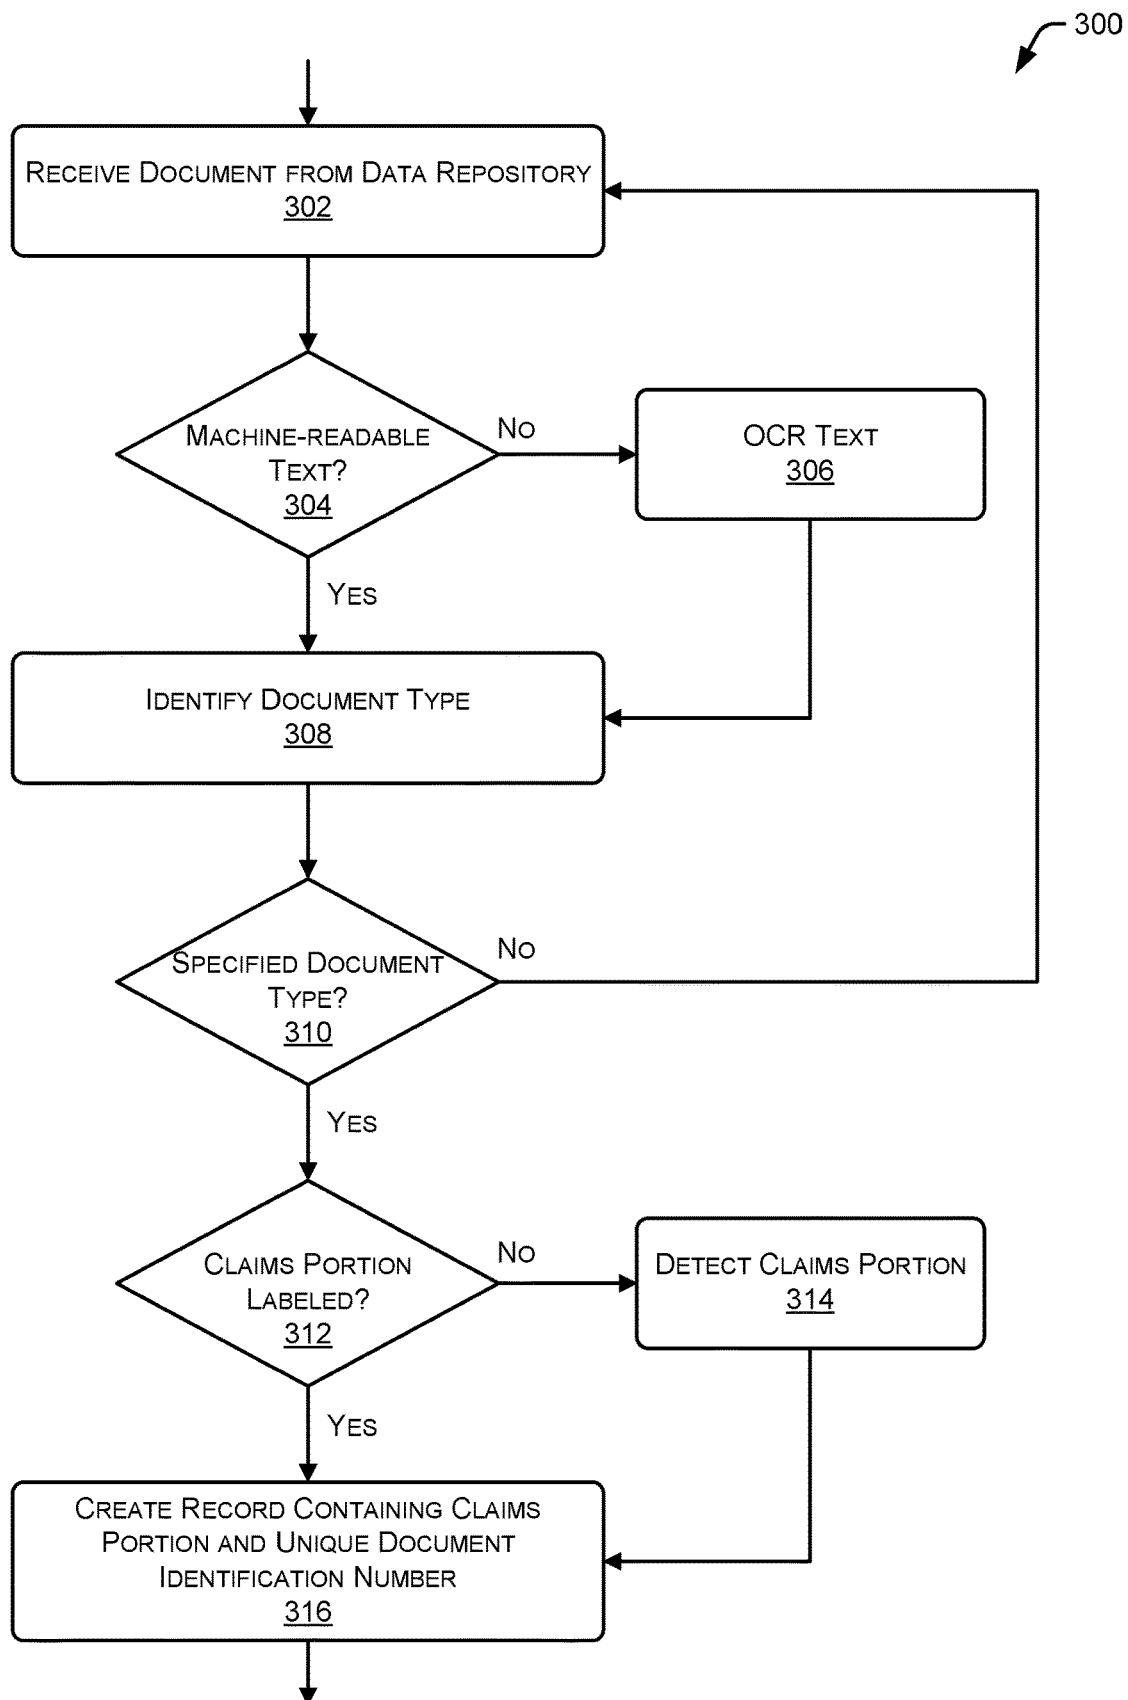 300
RECEIVE DOCUMENT FROM DATA REPOSITORY
302
MACHINE-READABLE
TEXT?
304
NO
OCR TEXT
306
YES
IDENTIFY DOCUMENT TYPE
308
SPECIFIED DOCUMENT
TYPE?
310
NO
YES
CLAIMS PORTION
LABELED?
312
NO
DETECT CLAIMS PORTION
314
YES
CREATE RECORD CONTAINING CLAIMS
PORTION AND UNIQUE DOCUMENT
IDENTIFICATION NUMBER
316